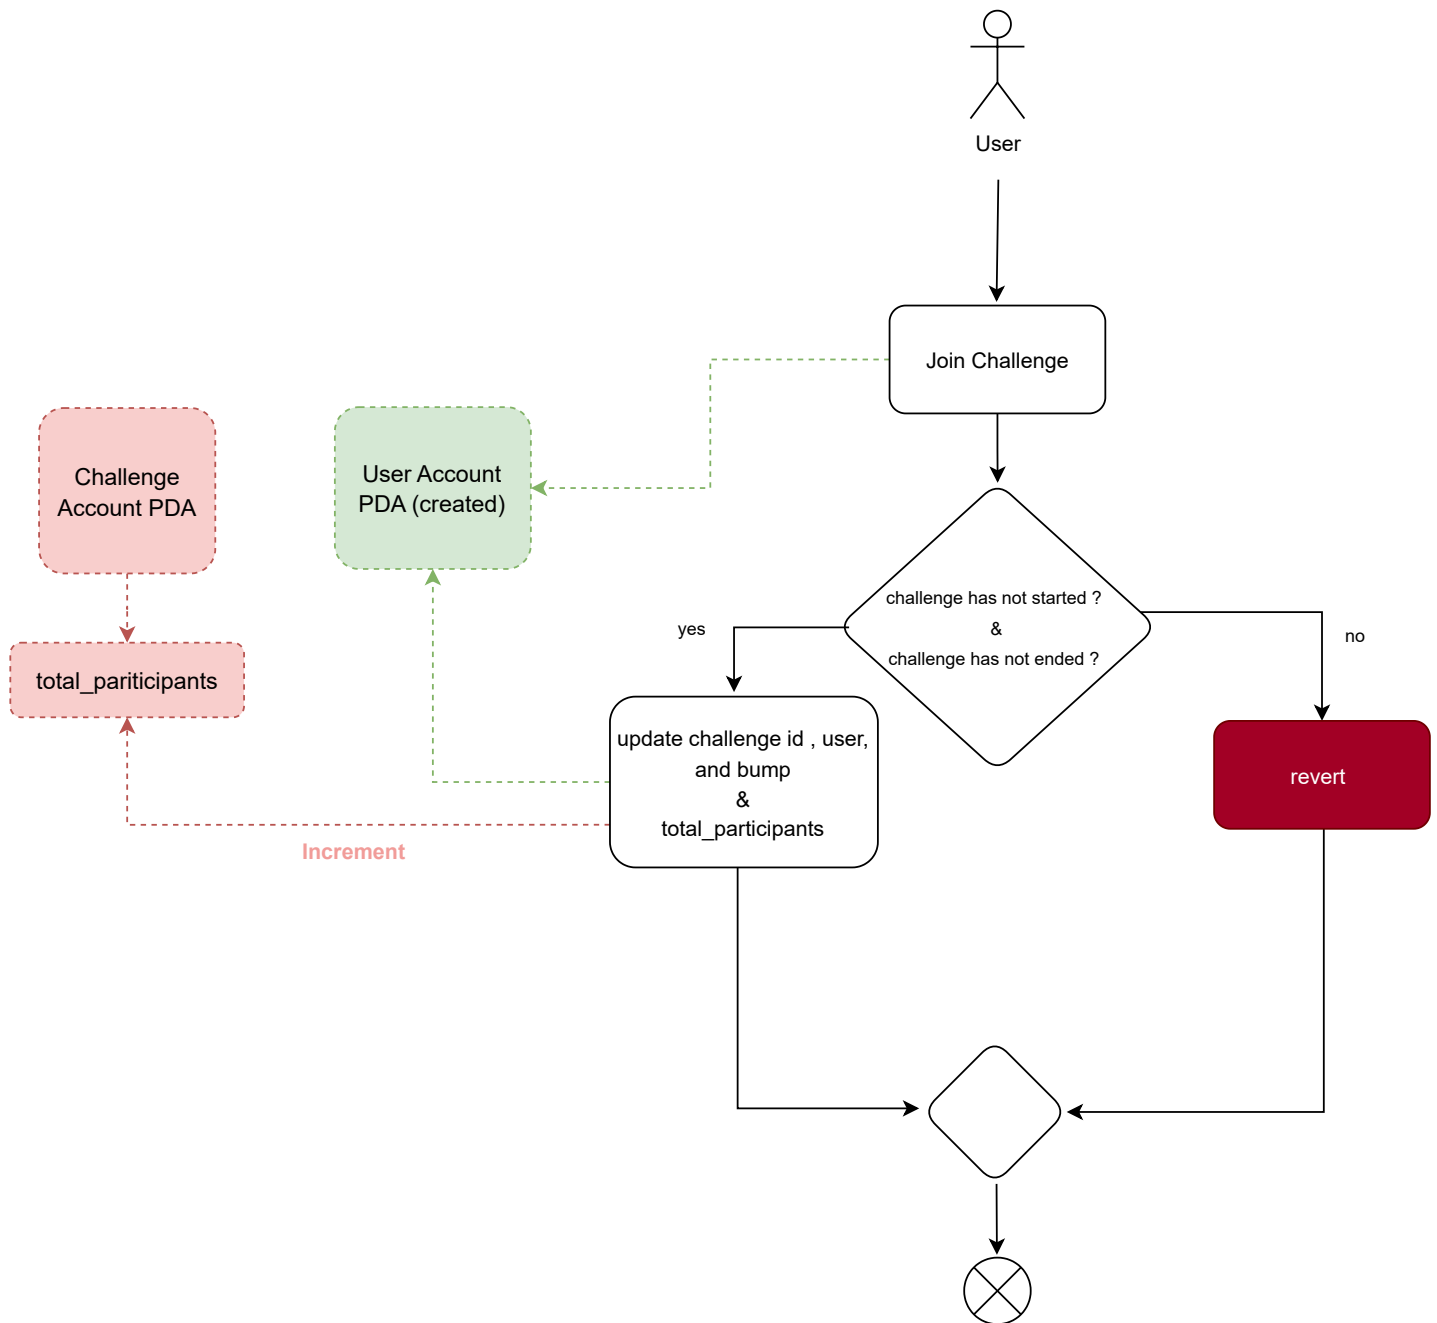 User
Join Challenge
Challenge
Account PDA
User Account
PDA (created)
challenge has not started ?
&
challenge has not ended ?
yes
no
total_pariticipants
update challenge id , user,
and bump
&
total_participants
revert
Increment